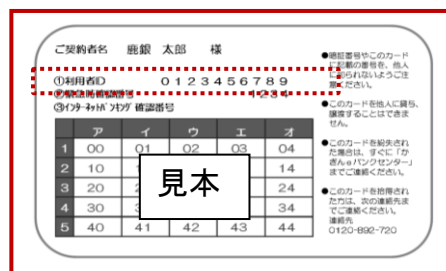 ご契約者名 鹿銀 太郎 様
①利用者ID 0123456789
1234
③インターネットバンキング 確認番号
ア イ ウ エ オ
1 00 01 02 03 04
2 10 14
3 20 24
4 30 34
5 40 41 42 43 44
見本
●暗証番号やこのカード
に記載の番号を、他人
に知られないようご注
意ください。
●このカードを他人に貸与、
譲渡することはできま
せん。
●このカードを紛失され
た場合は、すぐに「か
ぎんeバンクセンター」
までご連絡ください。
●このカードを拾得され
た方は、次の連絡先ま
でご連絡ください。
連絡先
0120-892-720